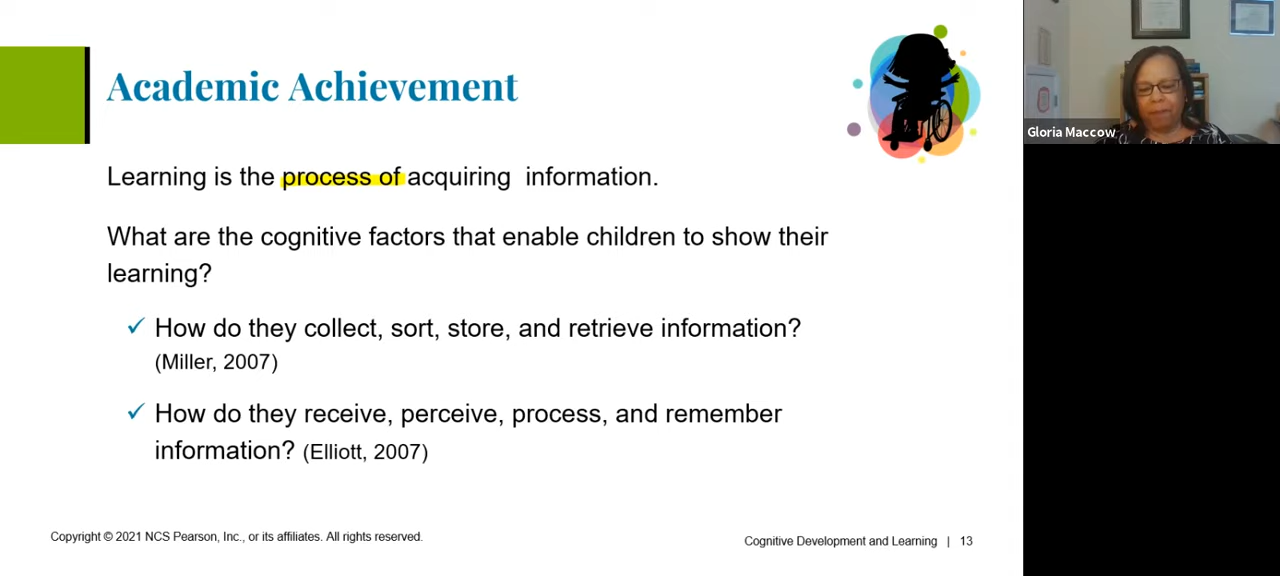 Academic Achievement
Learning is the process of acquiring information.
What are the cognitive factors that enable children to show their
learning?
✓ How do they collect, sort, store, and retrieve information?
(Miller, 2007)
✓ How do they receive, perceive, process, and remember
information? (Elliott, 2007)
Copyright © 2021 NCS Pearson, Inc., or its affiliates. All rights reserved.
Cognitive Development and Learning | 13
Gloria Maccow